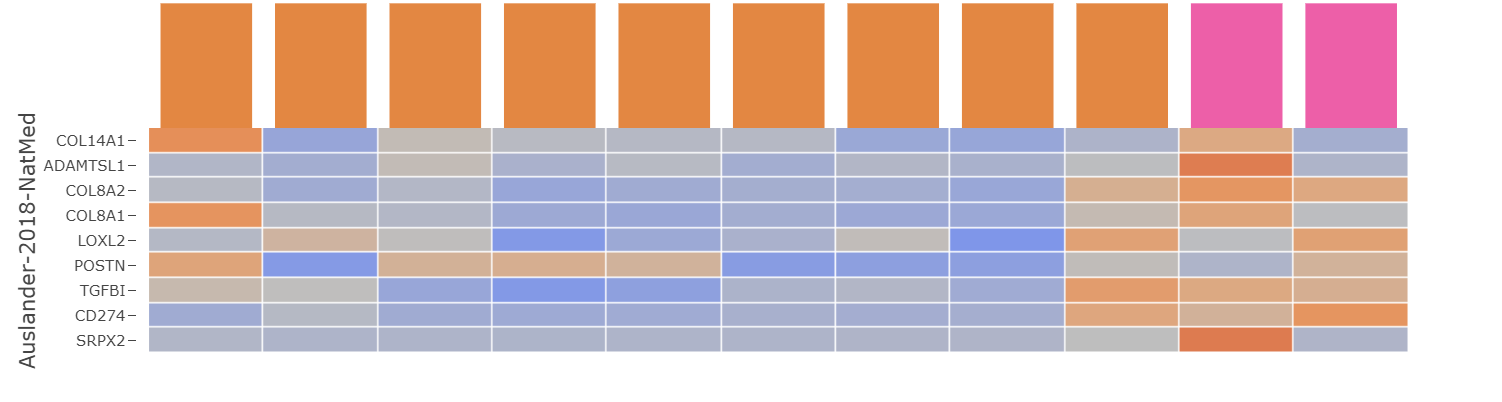 Auslander-2018-NatMed
COL14A1
ADAMTSL1
COL8A2
COL8A1
LOXL2
POSTN
TGFBI
CD274
SRPX2